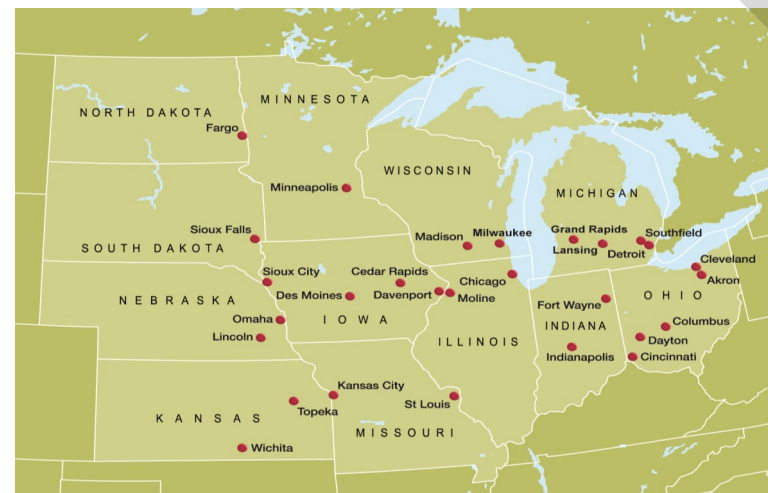 MINNESOTA
NORTH DAKOTA
Fargo
WISCONSIN
Minneapolis
MICHIGAN
Sioux Falls
Madison
Milwaukee
Grand Rapids
Southfield
SOUTH DAKOTA
Lansing
Detroit
Cleveland
Sioux City
Cedar Rapids
Chicago
Akron
NEBRASKA
Des Moines
Davenport
Moline
OHIO
Fort Wayne
Omaha
IOWA
INDIANA
Columbus
Lincoln
ILLINOIS
Dayton
Indianapolis
Cincinnati
Kansas City
St Louis
Topeka
KANSAS
MISSOURI
Wichita